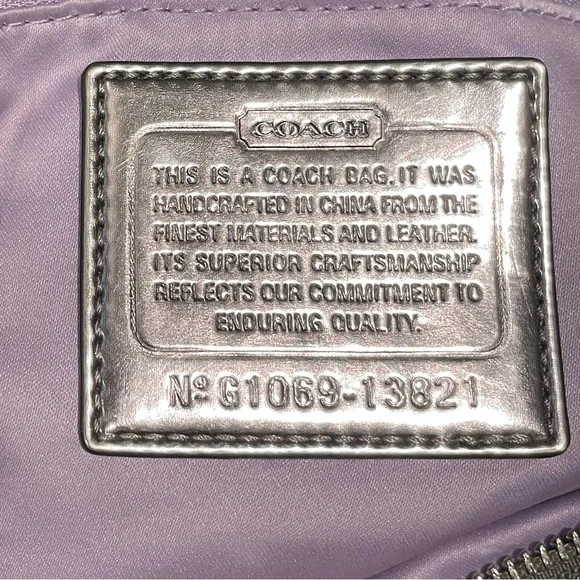 COACH
THIS IS A COACH BAG. IT WAS
HANDCRAFTED IN CHINA FROM THE
FINEST MATERIALS AND LEATHER.
ITS SUPERIOR CRAFTSMANSHIP
REFLECTS OUR COMMITMENT TO
ENDURING QUALITY.
Nº G1069-13821